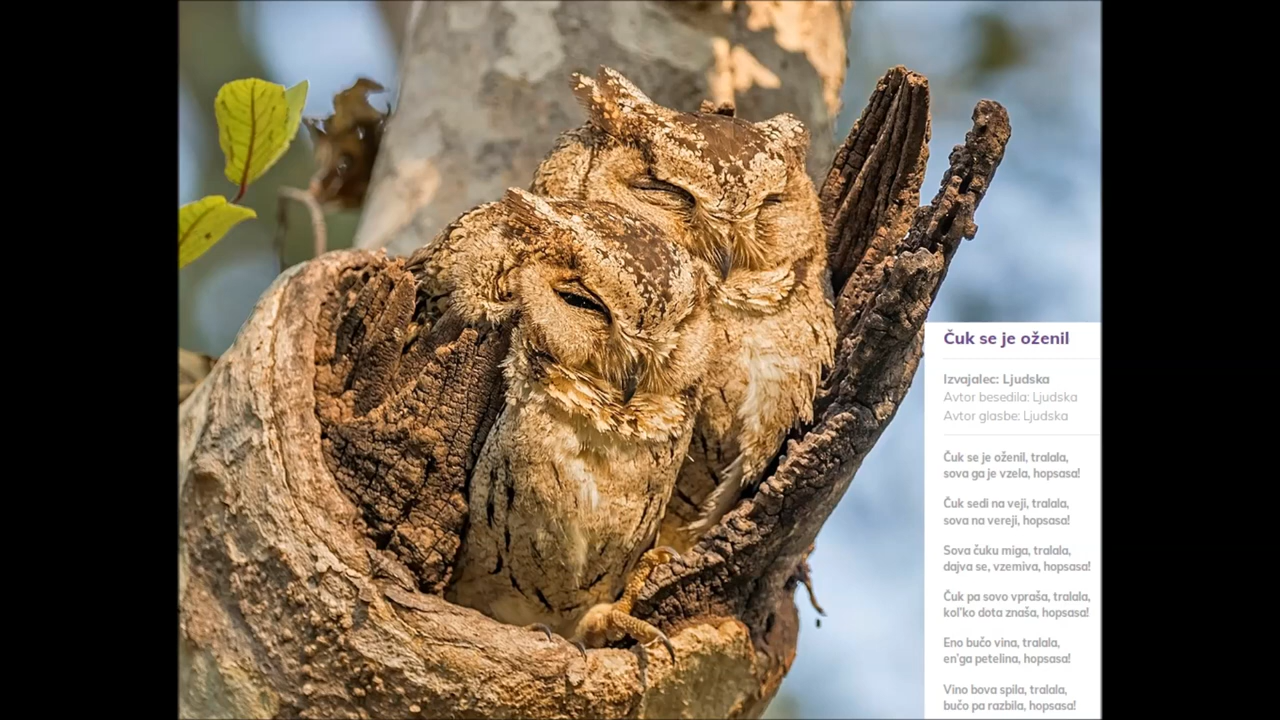 Čuk se je oženil
Izvajalec: Ljudska
Avtor besedila: Ljudska
Avtor glasbe: Ljudska
Čuk se je oženil, tralala,
sova ga je vzela, hopsasa!
Čuk sedi na veji, tralala,
sova na vereji, hopsasa!
Sova čuku miga, tralala,
dajva se, vzemiva, hopsasa!
Čuk pa sovo vpraša, tralala,
kol'ko dota znaša, hopsasa!
Eno bučo vina, tralala,
en'ga petelina, hopsasa!
Vino bova spila, tralala,
bučo pa razbila, hopsasa!